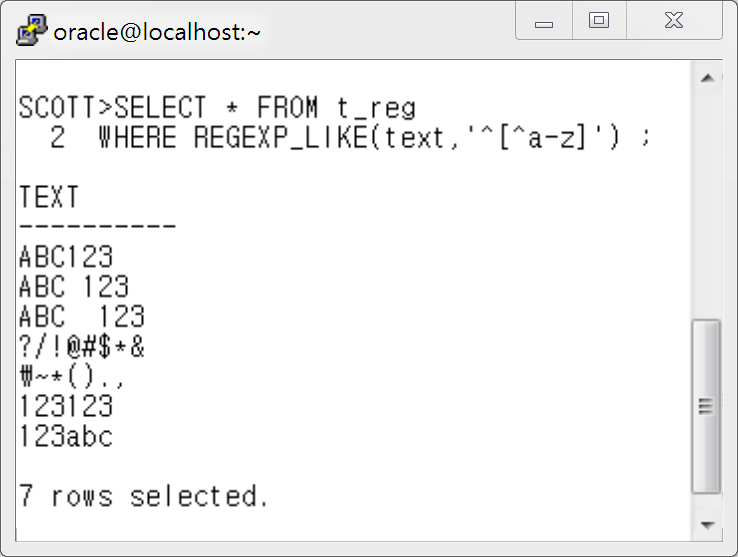 oracle@localhost:~
SCOTT>SELECT * FROM t_reg
  2  WHERE REGEXP_LIKE(text,'^[^a-z]') ;
TEXT
----------
ABC123
ABC 123
ABC  123
?/!@#$*&
₩~*().,
123123
123abc
7 rows selected.